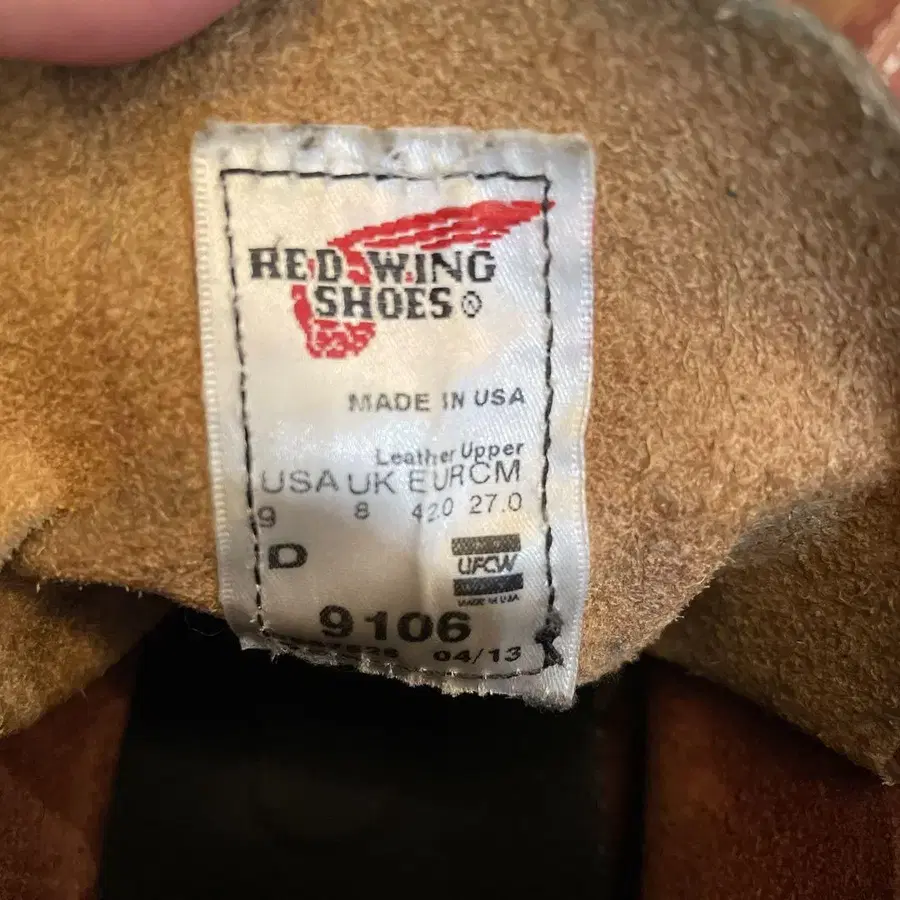 RED WING
SHOES
MADE IN USA
Leather Upper
USA UK EUR CM
9 8 42.0 27.0
D
UFCW
MADE IN USA
9106
04/13